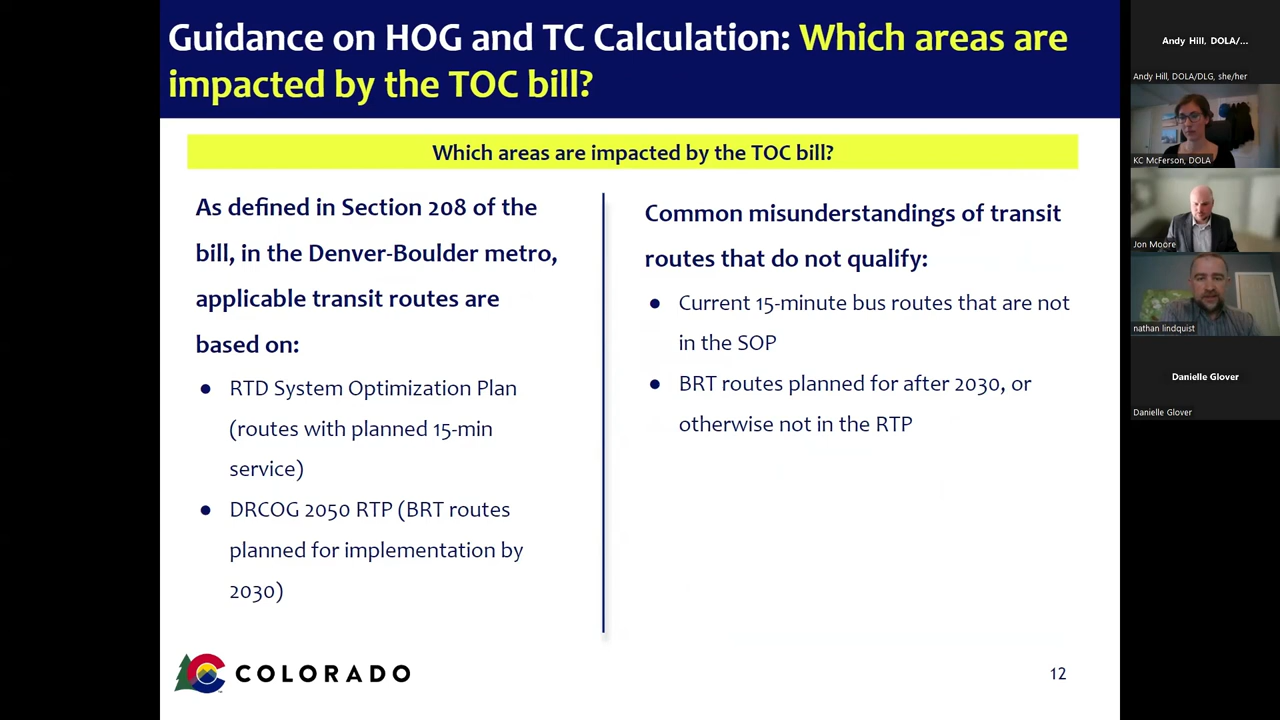 Guidance on HOG and TC Calculation: Which areas are
impacted by the TOC bill?
Which areas are impacted by the TOC bill?
As defined in Section 208 of the
bill, in the Denver-Boulder metro,
applicable transit routes are
based on:
● RTD System Optimization Plan
(routes with planned 15-min
service)
● DRCOG 2050 RTP (BRT routes
planned for implementation by
2030)
Common misunderstandings of transit
routes that do not qualify:
● Current 15-minute bus routes that are not
in the SOP
● BRT routes planned for after 2030, or
otherwise not in the RTP
COLORADO
12
Andy Hill, DOLA/...
Andy Hill, DOLA/DLG, she/her
KC McFerson, DOLA
Jon Moore
nathan lindquist
Danielle Glover
Danielle Glover